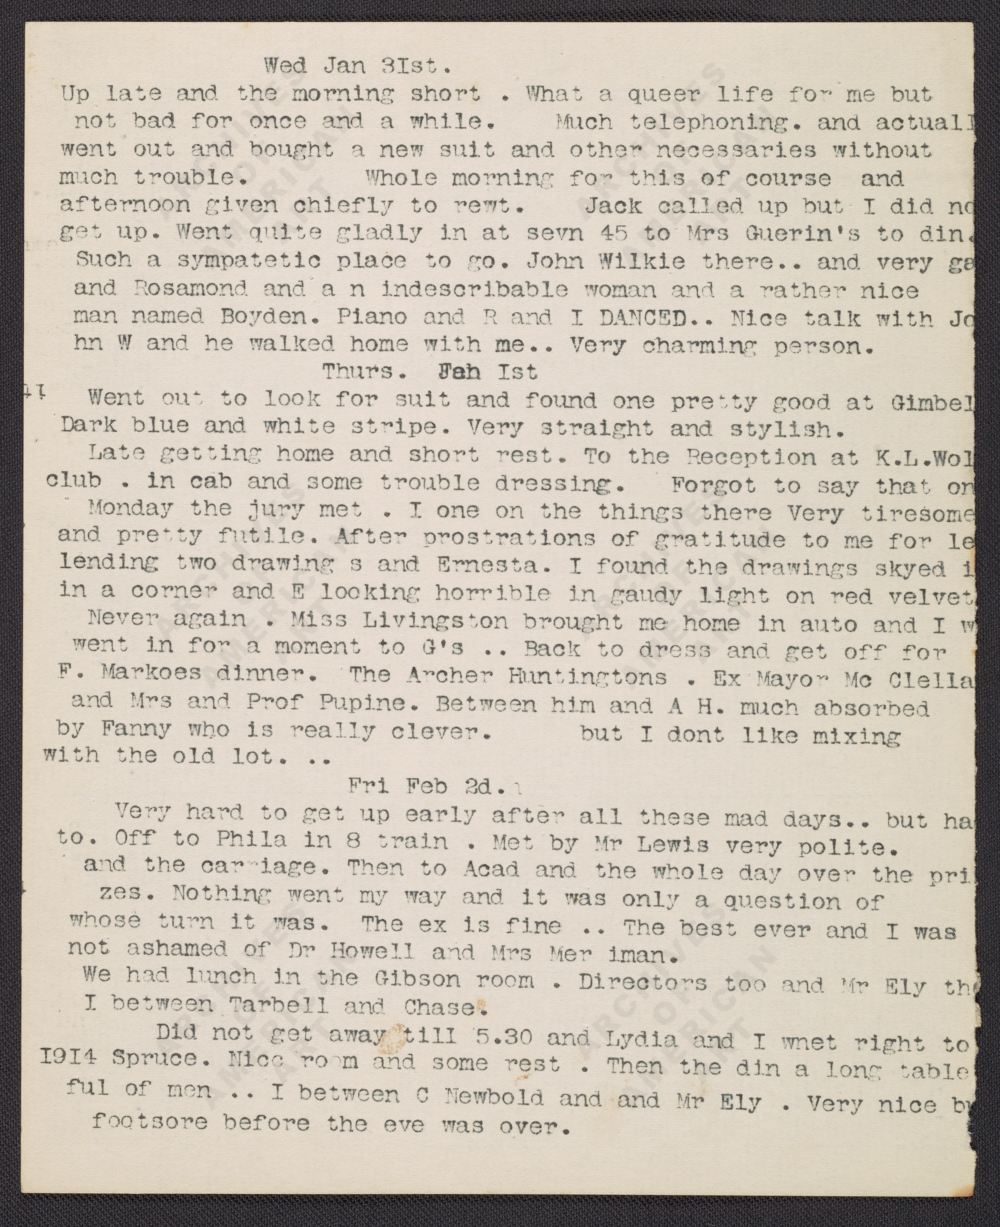 Wed Jan 3Ist.
Up late and the morning short . What a queer life for me but
not bad for once and a while. Much telephoning. and actuall
went out and bought a new suit and other necessaries without
much trouble. Whole morning for this of course and
afternoon given chiefly to rewt. Jack called up but I did no
get up. Went quite gladly in at sevn 45 to Mrs Guerin's to din.
Such a sympatetic place to go. John Wilkie there.. and very ga
and Rosamond and a n indescribable woman and a rather nice
man named Boyden. Piano and R and I DANCED.. Nice talk with Jo
hn W and he walked home with me.. Very charming person.
Thurs. Feb Ist
Went out to look for suit and found one pretty good at Gimbel
Dark blue and white stripe. Very straight and stylish.
Late getting home and short rest. To the Reception at K.L.Wol
club . in cab and some trouble dressing. Forgot to say that on
Monday the jury met . I one on the things there Very tiresome
and pretty futile. After prostrations of gratitude to me for le
lending two drawing s and Ernesta. I found the drawings skyed i
in a corner and E looking horrible in gaudy light on red velvet
Never again . Miss Livingston brought me home in auto and I w
went in for a moment to G's .. Back to dress and get off for
F. Markoes dinner. The Archer Huntingtons . Ex Mayor Mc Clella
and Mrs and Prof Pupine. Between him and A H. much absorbed
by Fanny who is really clever. but I dont like mixing
with the old lot. ..
Fri Feb 2d.
Very hard to get up early after all these mad days.. but ha
to. Off to Phila in 8 train . Met by Mr Lewis very polite.
and the carriage. Then to Acad and the whole day over the pri
zes. Nothing went my way and it was only a question of
whose turn it was. The ex is fine .. The best ever and I was
not ashamed of Dr Howell and Mrs Mer iman.
We had lunch in the Gibson room . Directors too and Mr Ely th
I between Tarbell and Chase.
Did not get away till 5.30 and Lydia and I wnet right to
I9I4 Spruce. Nice room and some rest . Then the din a long table
ful of men .. I between C Newbold and and Mr Ely . Very nice by
footsore before the eve was over.